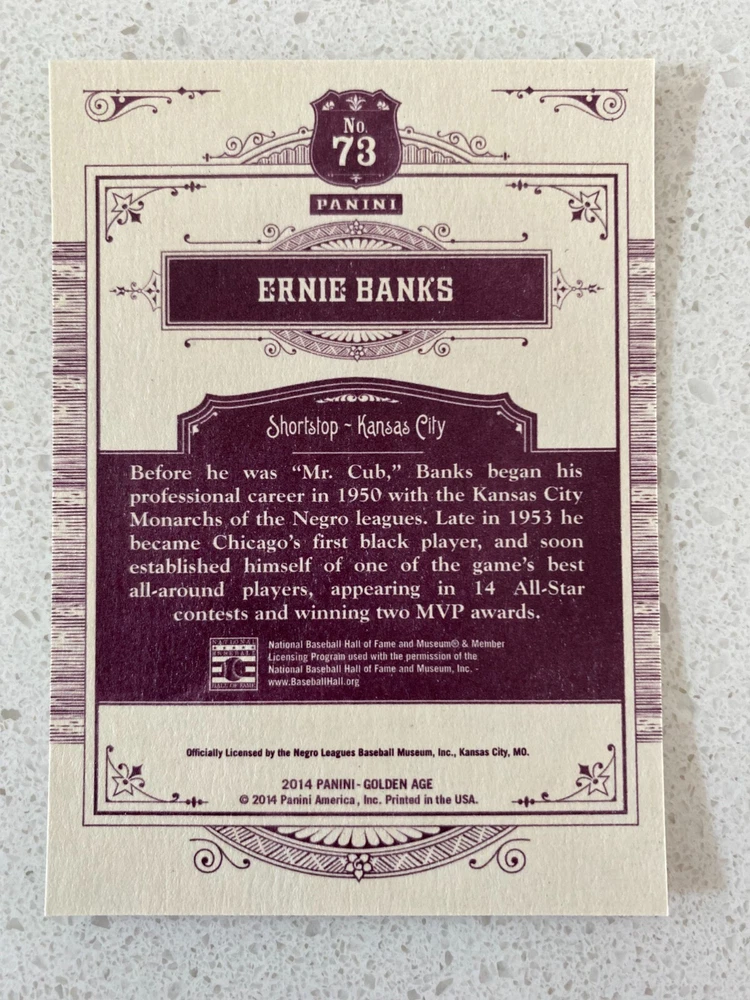 No.
73
PANINI
ERNIE BANKS
Shortstop ~ Kansas City
Before he was “Mr. Cub,” Banks began his
professional career in 1950 with the Kansas City
Monarchs of the Negro leagues. Late in 1953 he
became Chicago’s first black player, and soon
established himself of one of the game’s best
all-around players, appearing in 14 All-Star
contests and winning two MVP awards.
NATIONAL
BASEBALL
HALL OF FAME
National Baseball Hall of Fame and Museum® & Member
Licensing Program used with the permission of the
National Baseball Hall of Fame and Museum, Inc. -
www.BaseballHall.org
Officially Licensed by the Negro Leagues Baseball Museum, Inc., Kansas City, MO.
2014 PANINI - GOLDEN AGE
© 2014 Panini America, Inc. Printed in the USA.